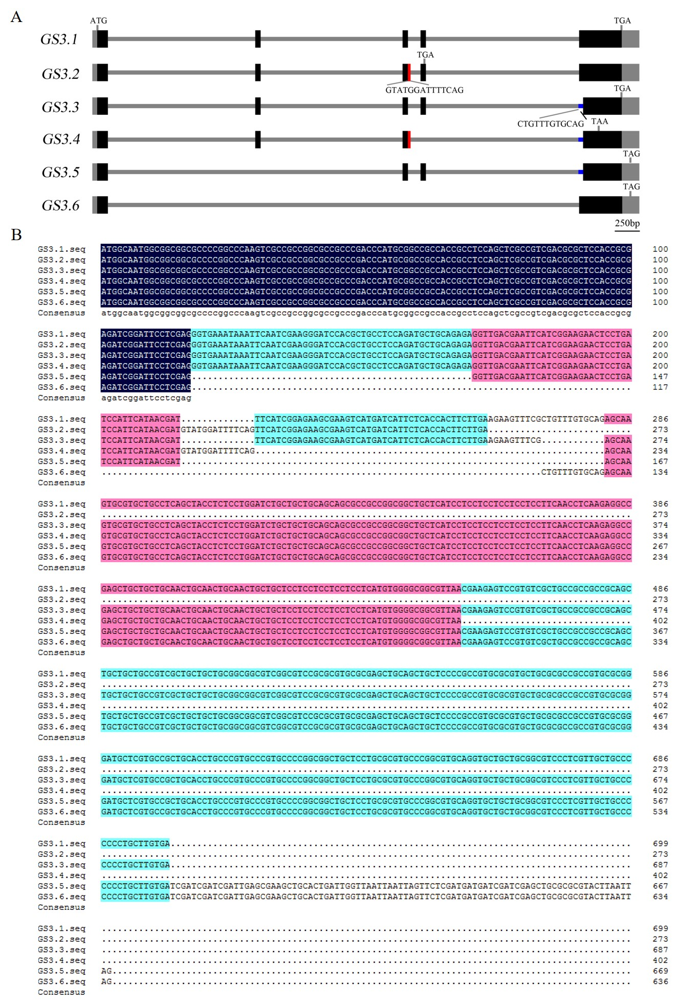 A
ATG
TGA
GS3.1
TGA
GS3.2
GTATGGATTTTCAG
TGA
GS3.3
CTGTTTGTGCAG
TAA
GS3.4
TAG
GS3.5
TAG
GS3.6
250bp
B
GS3.1.seq ATGGCAATGGCGGCGGCGCCCCGGCCCAAGTCGCCGCCGGCGCCGCCCGACCCATGCGGCCGCCACCGCCTCCAGCTCGCCGTCGACGCGCTCCACCGCG 100
GS3.2.seq ATGGCAATGGCGGCGGCGCCCCGGCCCAAGTCGCCGCCGGCGCCGCCCGACCCATGCGGCCGCCACCGCCTCCAGCTCGCCGTCGACGCGCTCCACCGCG 100
GS3.3.seq ATGGCAATGGCGGCGGCGCCCCGGCCCAAGTCGCCGCCGGCGCCGCCCGACCCATGCGGCCGCCACCGCCTCCAGCTCGCCGTCGACGCGCTCCACCGCG 100
GS3.4.seq ATGGCAATGGCGGCGGCGCCCCGGCCCAAGTCGCCGCCGGCGCCGCCCGACCCATGCGGCCGCCACCGCCTCCAGCTCGCCGTCGACGCGCTCCACCGCG 100
GS3.5.seq ATGGCAATGGCGGCGGCGCCCCGGCCCAAGTCGCCGCCGGCGCCGCCCGACCCATGCGGCCGCCACCGCCTCCAGCTCGCCGTCGACGCGCTCCACCGCG 100
GS3.6.seq ATGGCAATGGCGGCGGCGCCCCGGCCCAAGTCGCCGCCGGCGCCGCCCGACCCATGCGGCCGCCACCGCCTCCAGCTCGCCGTCGACGCGCTCCACCGCG 100
Consensus atggcaatggcggcggcgccccggcccaagtcgccgccggcgccgcccgacccatgcggccgccaccgcctccagctcgccgtcgacgcgctccaccgcg
GS3.1.seq AGATCGGATTCCTCGAGGGTGAAATAAATTCAATCGAAGGGATCCACGCTGCCTCCAGATGCTGCAGAGAGGTTGACGAATTCATCGGAAGAACTCCTGA 200
GS3.2.seq AGATCGGATTCCTCGAGGGTGAAATAAATTCAATCGAAGGGATCCACGCTGCCTCCAGATGCTGCAGAGAGGTTGACGAATTCATCGGAAGAACTCCTGA 200
GS3.3.seq AGATCGGATTCCTCGAGGGTGAAATAAATTCAATCGAAGGGATCCACGCTGCCTCCAGATGCTGCAGAGAGGTTGACGAATTCATCGGAAGAACTCCTGA 200
GS3.4.seq AGATCGGATTCCTCGAGGGTGAAATAAATTCAATCGAAGGGATCCACGCTGCCTCCAGATGCTGCAGAGAGGTTGACGAATTCATCGGAAGAACTCCTGA 200
GS3.5.seq AGATCGGATTCCTCGAG.....................................................GGTTGACGAATTCATCGGAAGAACTCCTGA 147
GS3.6.seq AGATCGGATTCCTCGAG................................................................................... 117
Consensus agatcggattcctcgag
GS3.1.seq TCCATTCATAACGAT..............TTCATCGGAGAAGCGAAGTCATGATCATTCTCACCACTTCTTGAAGAAGTTTCGCTGTTTGTGCAGAGCAA 286
GS3.2.seq TCCATTCATAACGATGTATGGATTTTCAGTTCATCGGAGAAGCGAAGTCATGATCATTCTCACCACTTCTTGA........................... 273
GS3.3.seq TCCATTCATAACGAT..............TTCATCGGAGAAGCGAAGTCATGATCATTCTCACCACTTCTTGAAGAAGTTTCG............AGCAA 274
GS3.4.seq TCCATTCATAACGATGTATGGATTTTCAG..................................................................AGCAA 234
GS3.5.seq TCCATTCATAACGAT................................................................................AGCAA 167
GS3.6.seq ...................................................................................CTGTTTGTGCAGAGCAA 134
Consensus
GS3.1.seq GTGCGTGCTGCCTCAGCTACCTCTCCTGGATCTGCTGCTGCAGCAGCGCCGCCGGCGGCTGCTCATCCTCCTCCTCCTCCTCCTTCAACCTCAAGAGGCC 386
GS3.2.seq .................................................................................................... 273
GS3.3.seq GTGCGTGCTGCCTCAGCTACCTCTCCTGGATCTGCTGCTGCAGCAGCGCCGCCGGCGGCTGCTCATCCTCCTCCTCCTCCTCCTTCAACCTCAAGAGGCC 374
GS3.4.seq GTGCGTGCTGCCTCAGCTACCTCTCCTGGATCTGCTGCTGCAGCAGCGCCGCCGGCGGCTGCTCATCCTCCTCCTCCTCCTCCTTCAACCTCAAGAGGCC 334
GS3.5.seq GTGCGTGCTGCCTCAGCTACCTCTCCTGGATCTGCTGCTGCAGCAGCGCCGCCGGCGGCTGCTCATCCTCCTCCTCCTCCTCCTTCAACCTCAAGAGGCC 267
GS3.6.seq GTGCGTGCTGCCTCAGCTACCTCTCCTGGATCTGCTGCTGCAGCAGCGCCGCCGGCGGCTGCTCATCCTCCTCCTCCTCCTCCTTCAACCTCAAGAGGCC 234
Consensus
GS3.1.seq GAGCTGCTGCTGCAACTGCAACTGCAACTGCTGCTCCTCCTCCTCCTCCTCATGTGGGGCGGCGTTAACGAAGAGTCCGTGTCGCTGCCGCCGCCGCAGC 486
GS3.2.seq .................................................................................................... 273
GS3.3.seq GAGCTGCTGCTGCAACTGCAACTGCAACTGCTGCTCCTCCTCCTCCTCCTCATGTGGGGCGGCGTTAACGAAGAGTCCGTGTCGCTGCCGCCGCCGCAGC 474
GS3.4.seq GAGCTGCTGCTGCAACTGCAACTGCAACTGCTGCTCCTCCTCCTCCTCCTCATGTGGGGCGGCGTTAA................................ 402
GS3.5.seq GAGCTGCTGCTGCAACTGCAACTGCAACTGCTGCTCCTCCTCCTCCTCCTCATGTGGGGCGGCGTTAACGAAGAGTCCGTGTCGCTGCCGCCGCCGCAGC 367
GS3.6.seq GAGCTGCTGCTGCAACTGCAACTGCAACTGCTGCTCCTCCTCCTCCTCCTCATGTGGGGCGGCGTTAACGAAGAGTCCGTGTCGCTGCCGCCGCCGCAGC 334
Consensus
GS3.1.seq TGCTGCTGCCGTCGCTGCTGCTGCGGCGGCGTCGGCGTCCGCGCGTGCGCGAGCTGCAGCTGCTCCCCGCCGTGCGCGTGCTGCGCGCCGCCGTGCGCGG 586
GS3.2.seq .................................................................................................... 273
GS3.3.seq TGCTGCTGCCGTCGCTGCTGCTGCGGCGGCGTCGGCGTCCGCGCGTGCGCGAGCTGCAGCTGCTCCCCGCCGTGCGCGTGCTGCGCGCCGCCGTGCGCGG 574
GS3.4.seq .................................................................................................... 402
GS3.5.seq TGCTGCTGCCGTCGCTGCTGCTGCGGCGGCGTCGGCGTCCGCGCGTGCGCGAGCTGCAGCTGCTCCCCGCCGTGCGCGTGCTGCGCGCCGCCGTGCGCGG 467
GS3.6.seq TGCTGCTGCCGTCGCTGCTGCTGCGGCGGCGTCGGCGTCCGCGCGTGCGCGAGCTGCAGCTGCTCCCCGCCGTGCGCGTGCTGCGCGCCGCCGTGCGCGG 434
Consensus
GS3.1.seq GATGCTCGTGCCGCTGCACCTGCCCGTGCCCGTGCCCCGGCGGCTGCTCCTGCGCGTGCCCGGCGTGCAGGTGCTGCTGCGGCGTCCCTCGTTGCTGCCC 686
GS3.2.seq .................................................................................................... 273
GS3.3.seq GATGCTCGTGCCGCTGCACCTGCCCGTGCCCGTGCCCCGGCGGCTGCTCCTGCGCGTGCCCGGCGTGCAGGTGCTGCTGCGGCGTCCCTCGTTGCTGCCC 674
GS3.4.seq .................................................................................................... 402
GS3.5.seq GATGCTCGTGCCGCTGCACCTGCCCGTGCCCGTGCCCCGGCGGCTGCTCCTGCGCGTGCCCGGCGTGCAGGTGCTGCTGCGGCGTCCCTCGTTGCTGCCC 567
GS3.6.seq GATGCTCGTGCCGCTGCACCTGCCCGTGCCCGTGCCCCGGCGGCTGCTCCTGCGCGTGCCCGGCGTGCAGGTGCTGCTGCGGCGTCCCTCGTTGCTGCCC 534
Consensus
GS3.1.seq CCCCTGCTTGTGA....................................................................................... 699
GS3.2.seq .................................................................................................... 273
GS3.3.seq CCCCTGCTTGTGA....................................................................................... 687
GS3.4.seq .................................................................................................... 402
GS3.5.seq CCCCTGCTTGTGATCGATCGATCGATTGAGCGAAGCTGCACTGATTGGTTAATTAATTAGTTCTCGATGATGATCGATCGAGCTGCGCGCGTACTTAATT 667
GS3.6.seq CCCCTGCTTGTGATCGATCGATCGATTGAGCGAAGCTGCACTGATTGGTTAATTAATTAGTTCTCGATGATGATCGATCGAGCTGCGCGCGTACTTAATT 634
Consensus
GS3.1.seq .................................................................................................... 699
GS3.2.seq .................................................................................................... 273
GS3.3.seq .................................................................................................... 687
GS3.4.seq .................................................................................................... 402
GS3.5.seq AG.................................................................................................. 669
GS3.6.seq AG.................................................................................................. 636
Consensus